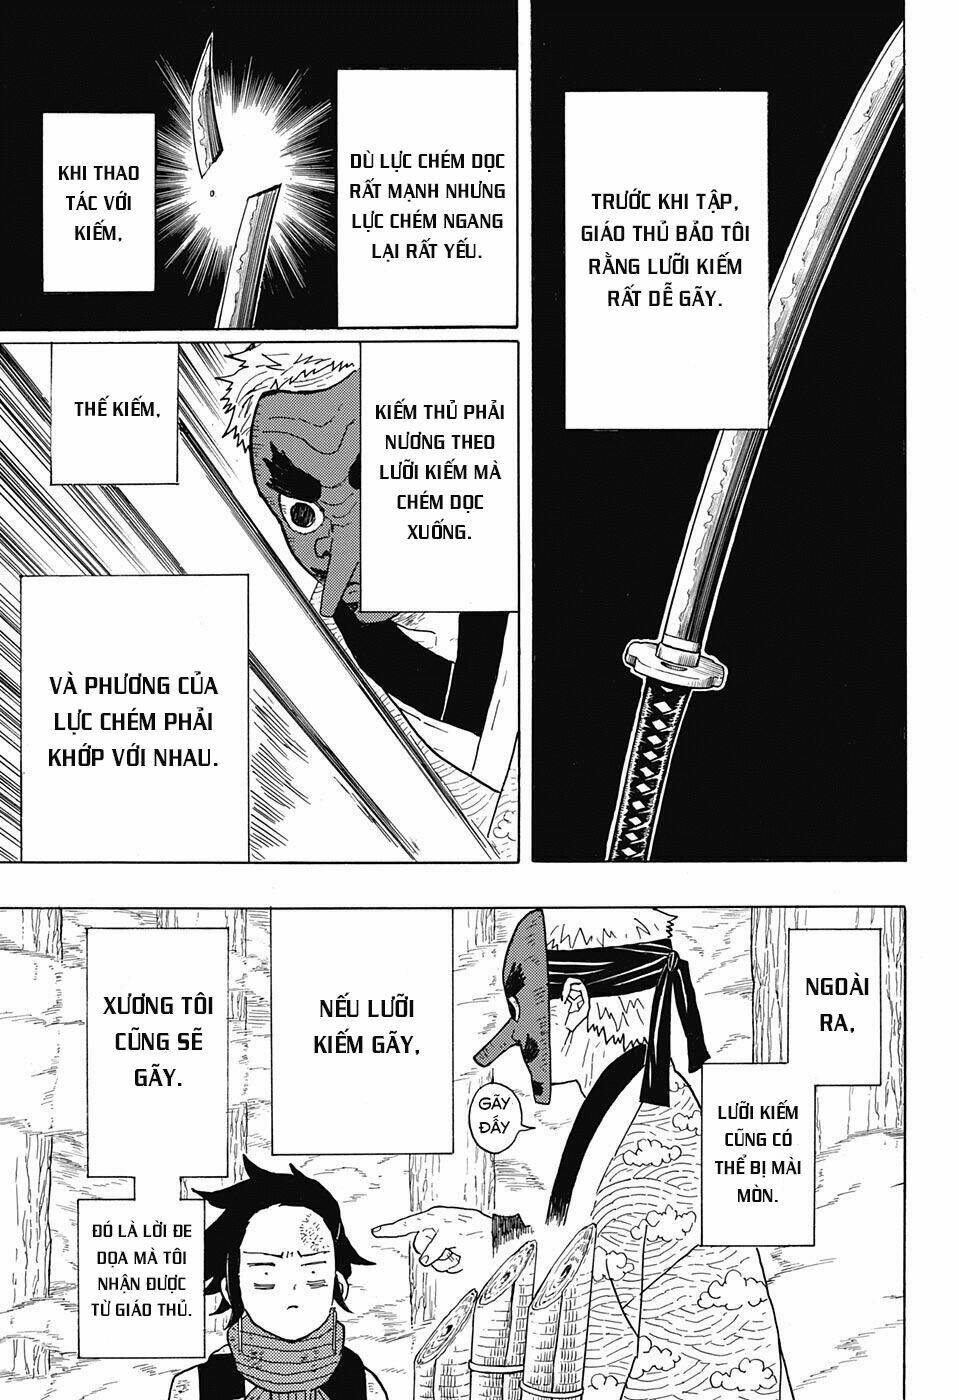 TRƯỚC KHI TẬP,
GIÁO THỦ BẢO TÔI
RẰNG LƯỠI KIẾM
RẤT DỄ GÃY.
DÙ LỰC CHÉM DỌC
RẤT MẠNH NHƯNG
LỰC CHÉM NGANG
LẠI RẤT YẾU.
KHI THAO
TÁC VỚI
KIẾM,
KIẾM THỦ PHẢI
NƯƠNG THEO
LƯỠI KIẾM MÀ
CHÉM DỌC
XUỐNG.
THẾ KIẾM,
VÀ PHƯƠNG CỦA
LỰC CHÉM PHẢI
KHỚP VỚI NHAU.
NGOÀI
RA,
LƯỠI KIẾM
CŨNG CÓ
THỂ BỊ MÀI
MÒN.
GÃY
ĐẤY
NẾU LƯỠI
KIẾM GÃY,
XƯƠNG TÔI
CŨNG SẼ
GÃY.
ĐÓ LÀ LỜI ĐE
DỌA MÀ TÔI
NHẬN ĐƯỢC
TỪ GIÁO THỦ.